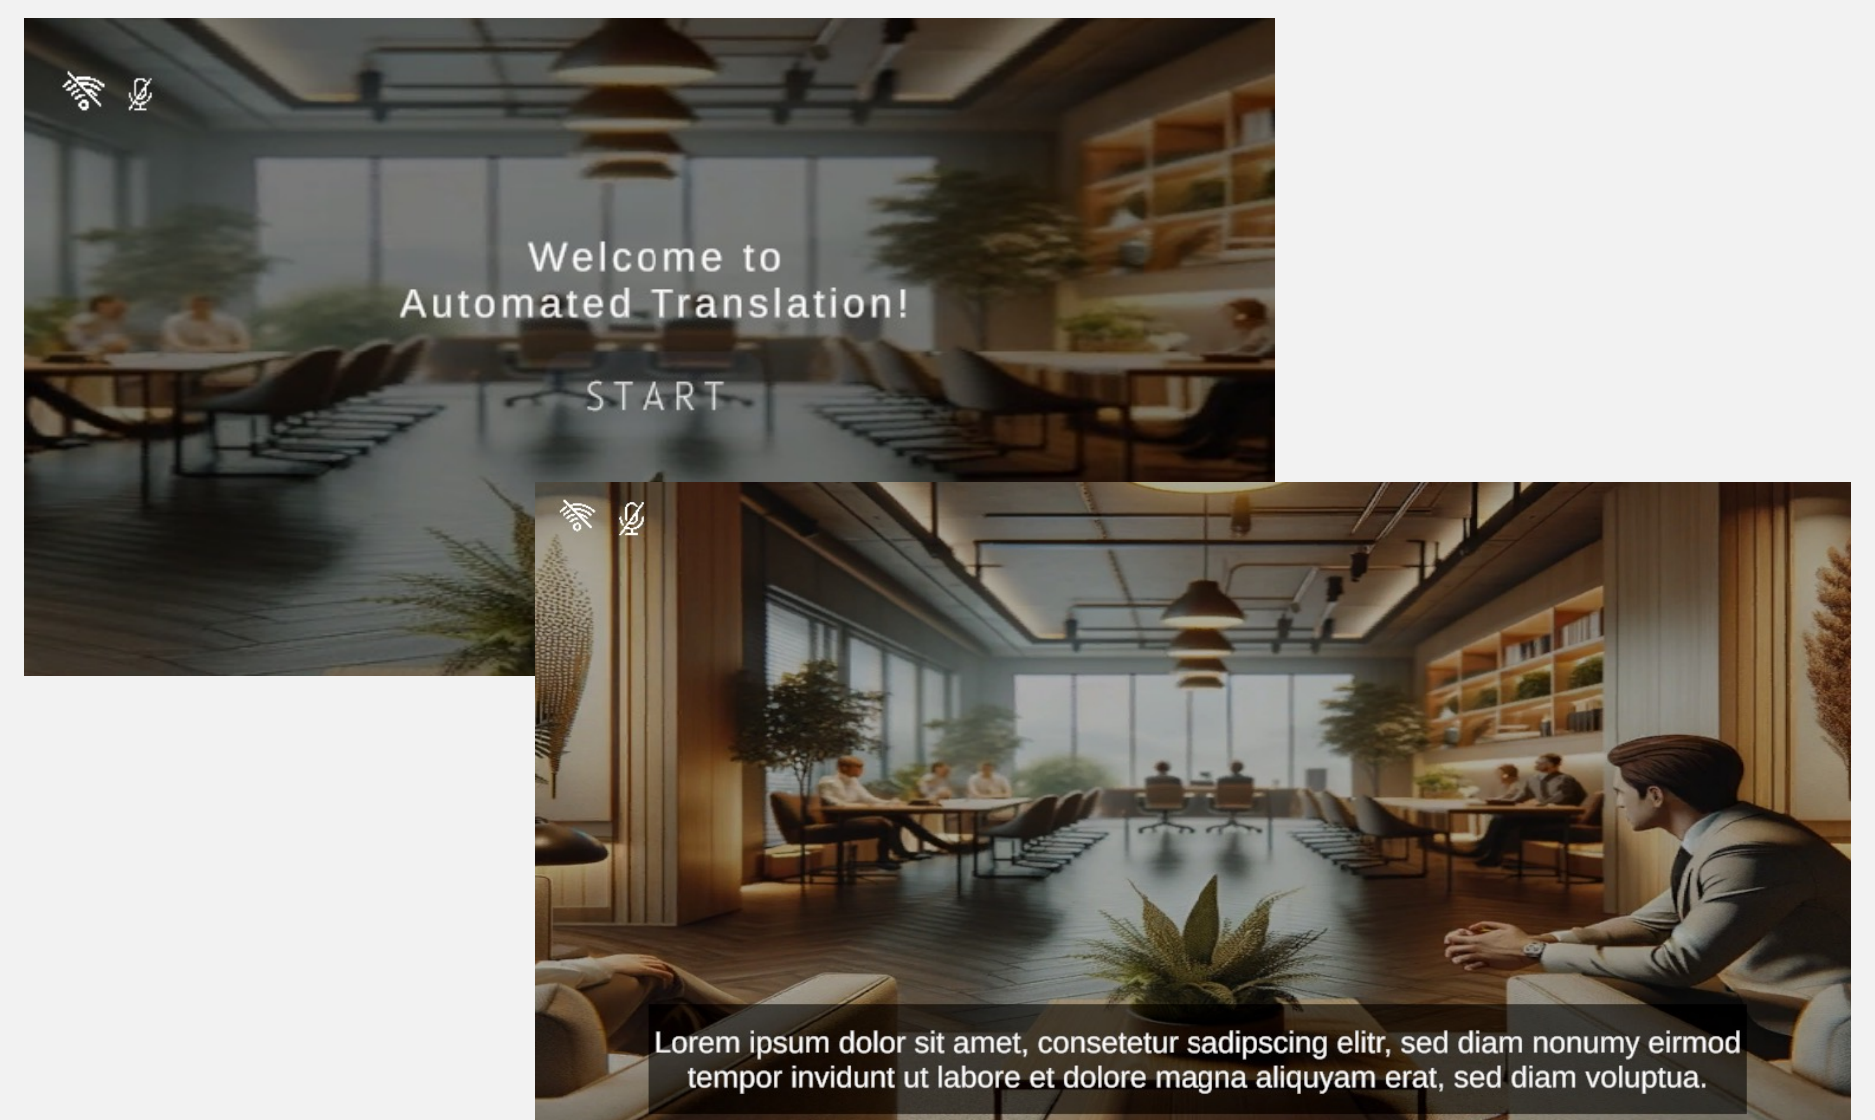 Welcome to
Automated Translation!
START
Lorem ipsum dolor sit amet, consetetur sadipscing elitr, sed diam nonumy eirmod
tempor invidunt ut labore et dolore magna aliquyam erat, sed diam voluptua.